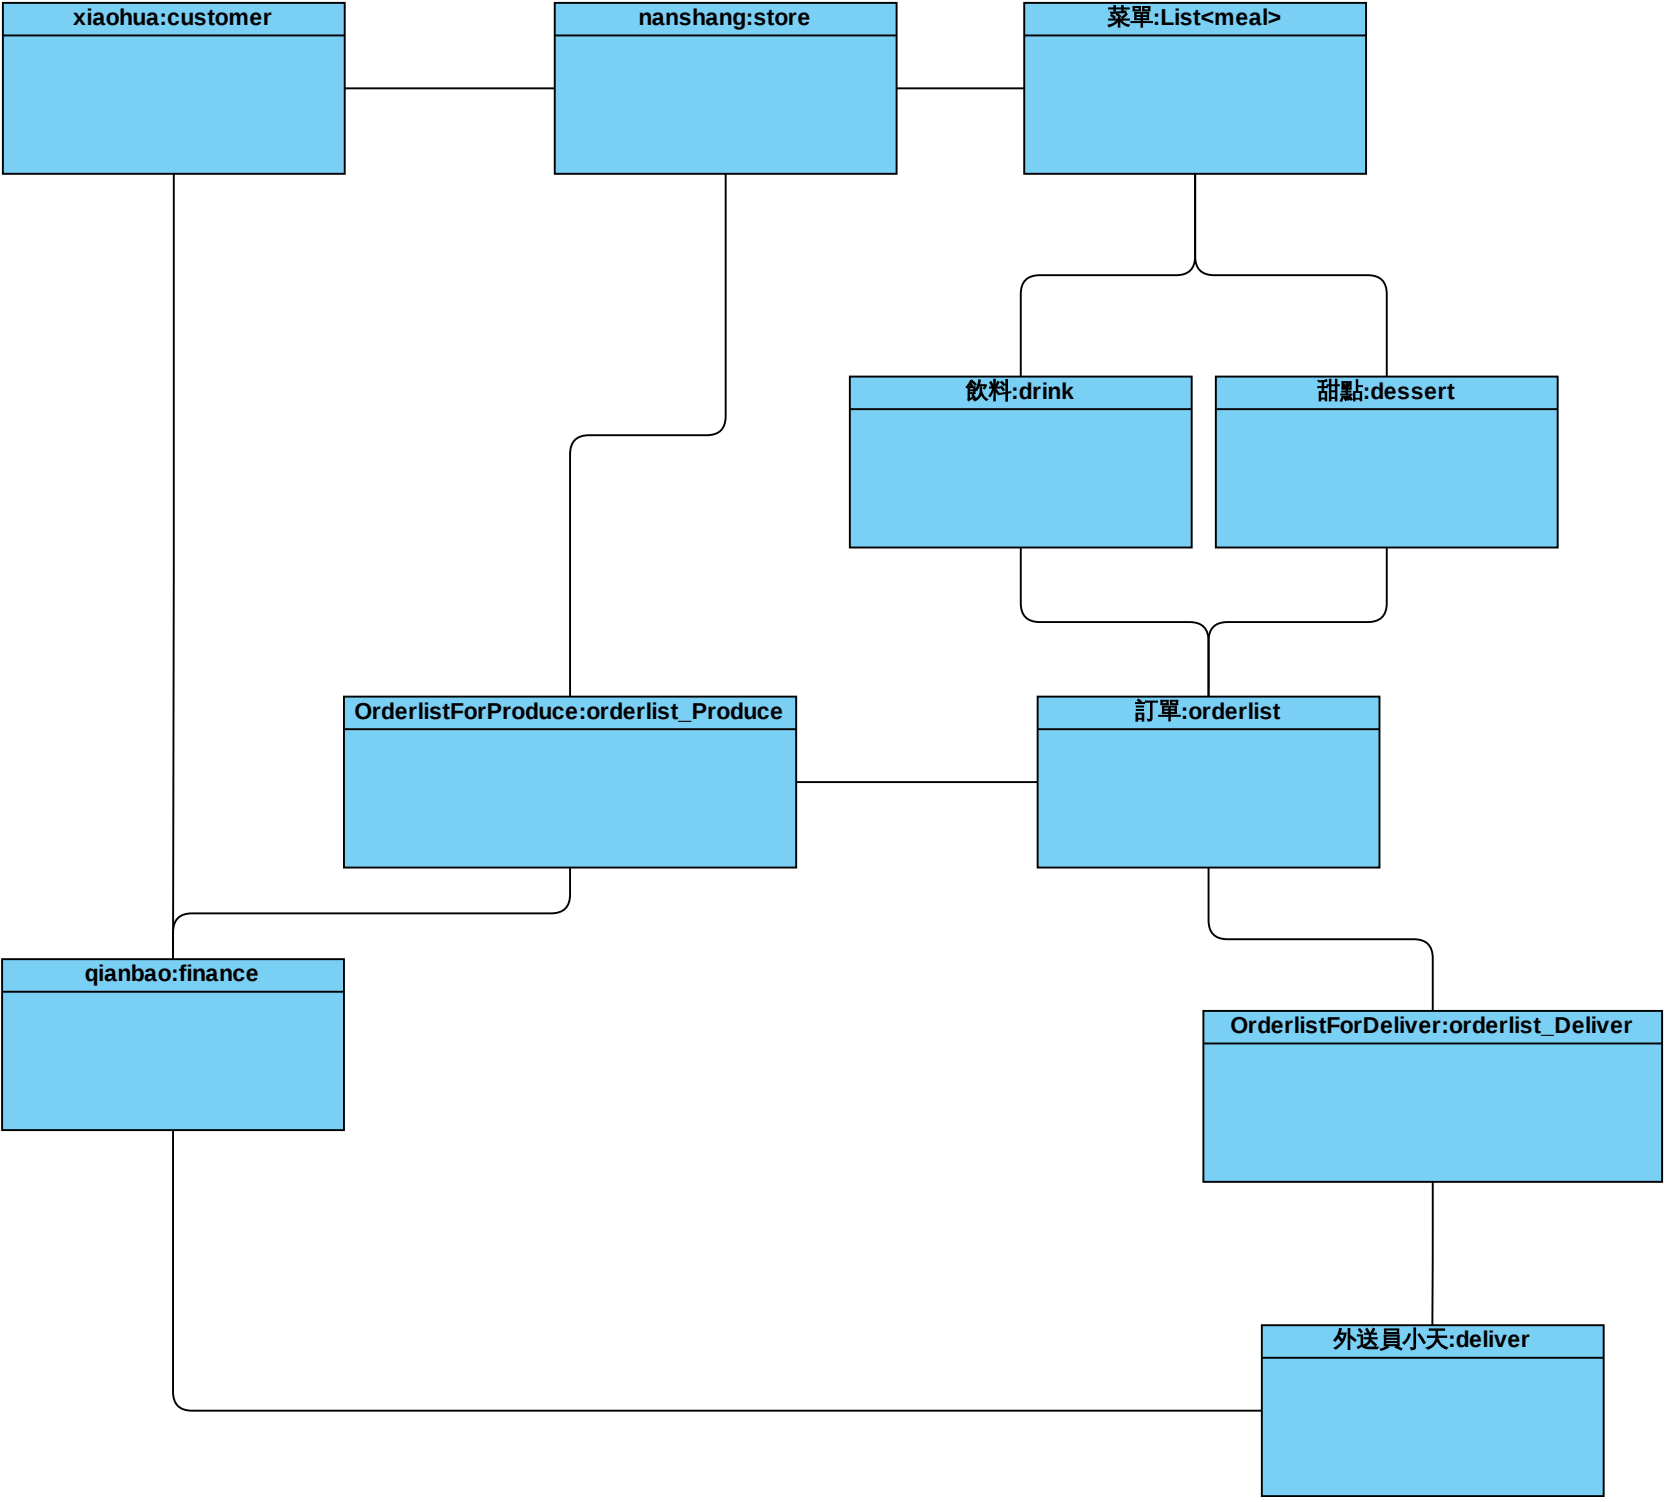 xiaohua:customer
nanshang:store
菜單:List<meal>
飲料:drink
甜點:dessert
OrderlistForProduce:orderlist_Produce
訂單:orderlist
qianbao:finance
OrderlistForDeliver:orderlist_Deliver
外送員小天:deliver